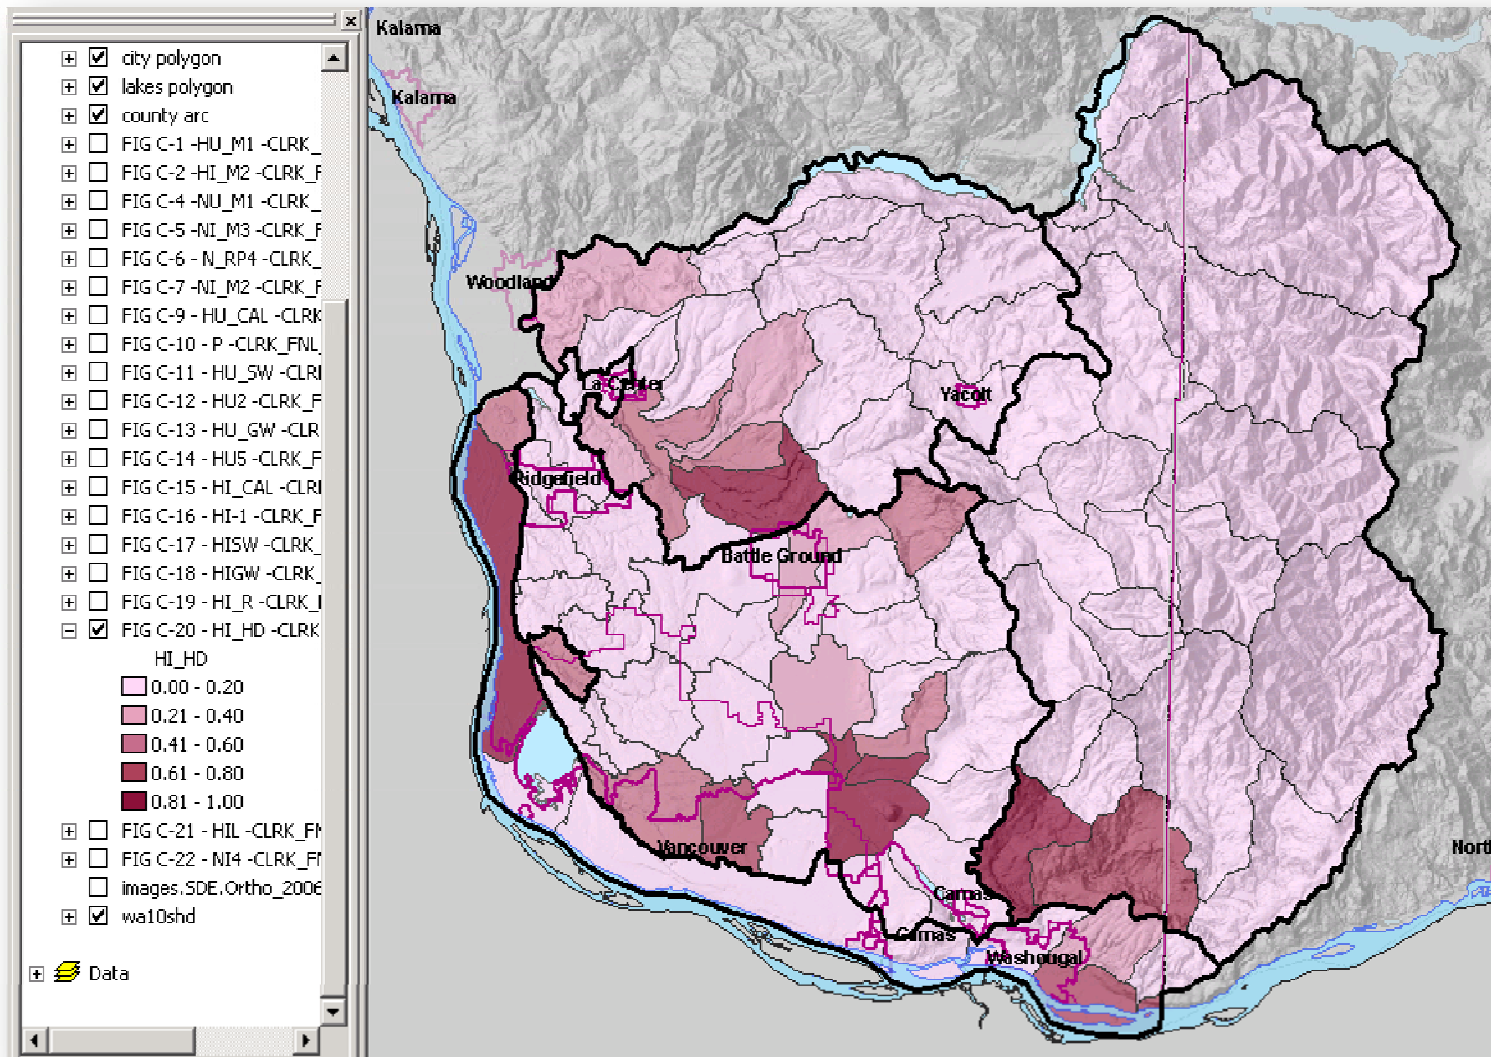 city polygon
lakes polygon
county arc
FIG C-1 -HU_M1 -CLRK_
FIG C-2 -HI_M2 -CLRK_F
FIG C-4 -NU_M1 -CLRK_
FIG C-5 -NI_M3 -CLRK_F
FIG C-6 - N_RP4 -CLRK_
FIG C-7 -NI_M2 -CLRK_F
FIG C-9 - HU_CAL -CLRK
FIG C-10 - P -CLRK_FNL_
FIG C-11 - HU_SW -CLRI
FIG C-12 - HU2 -CLRK_F
FIG C-13 - HU_GW -CLR
FIG C-14 - HU5 -CLRK_F
FIG C-15 - HI_CAL -CLRI
FIG C-16 - HI-1 -CLRK_F
FIG C-17 - HISW -CLRK_
FIG C-18 - HIGW -CLRK_
FIG C-19 - HI_R -CLRK_I
FIG C-20 - HI_HD -CLRK
HI_HD
0.00 - 0.20
0.21 - 0.40
0.41 - 0.60
0.61 - 0.80
0.81 - 1.00
FIG C-21 - HIL -CLRK_FN
FIG C-22 - NI4 -CLRK_FI
images.SDE.Ortho_2006
wa10shd
Data
Kalama
Kalama
Woodland
La Center
Yacolt
Ridgefield
Battle Ground
Vancouver
North
Camas
Camas
Washougal